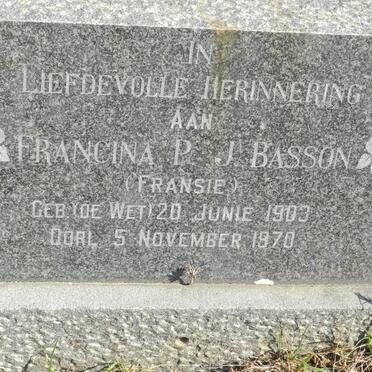 IN
LIEFDEVOLLE HERINNERING
AAN
FRANCINA P. J. BASSON
(FRANSIE)
GEB. (DE WET) 20 JUNIE 1903
OORL. 5 NOVEMBER 1970